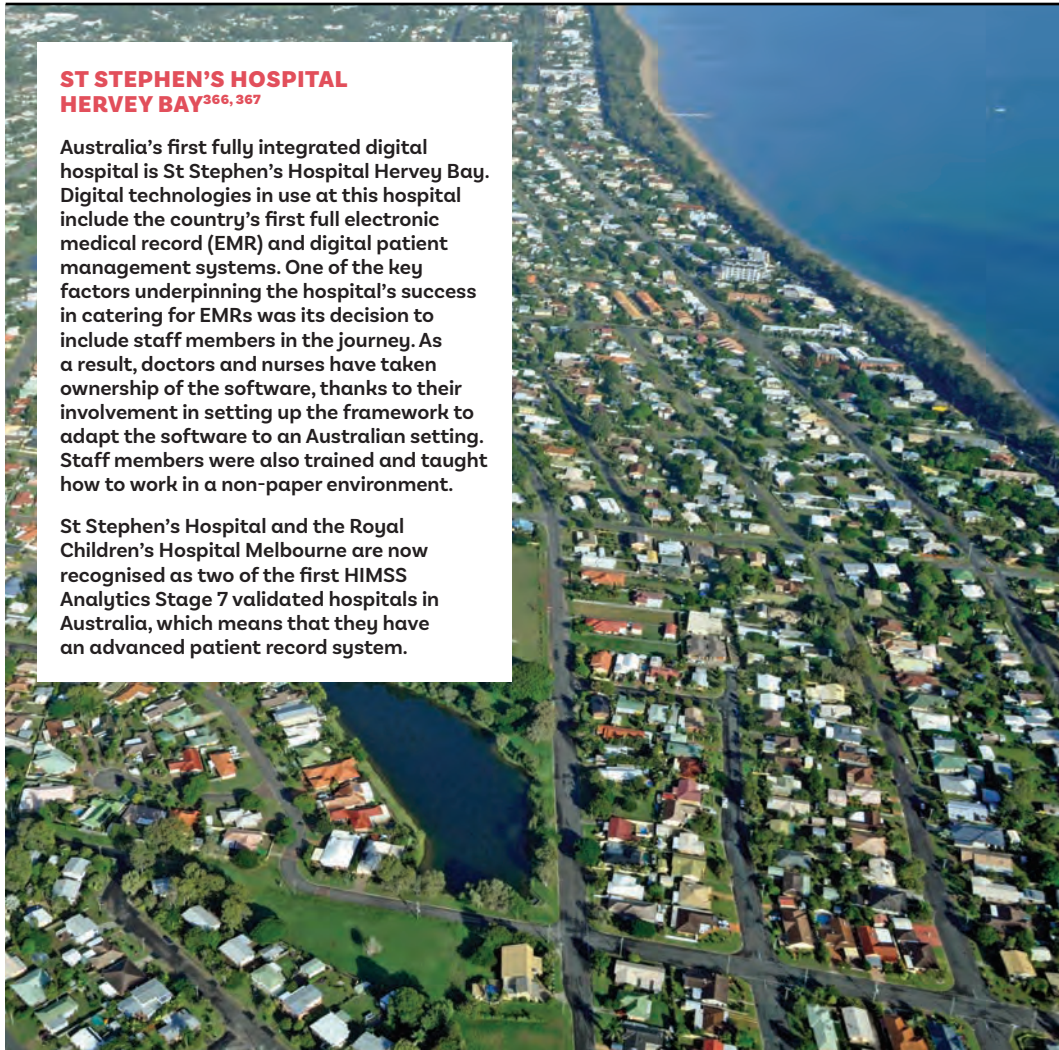 ST STEPHEN'S HOSPITAL
HERVEY BAY366, 367
Australia's first fully integrated digital
hospital is St Stephen's Hospital Hervey Bay.
Digital technologies in use at this hospital
include the country's first full electronic
medical record (EMR) and digital patient
management systems. One of the key
factors underpinning the hospital's success
in catering for EMRs was its decision to
include staff members in the journey. As
a result, doctors and nurses have taken
ownership of the software, thanks to their
involvement in setting up the framework to
adapt the software to an Australian setting.
Staff members were also trained and taught
how to work in a non-paper environment.
St Stephen's Hospital and the Royal
Children's Hospital Melbourne are now
recognised as two of the first HIMSS
Analytics Stage 7 validated hospitals in
Australia, which means that they have
an advanced patient record system.